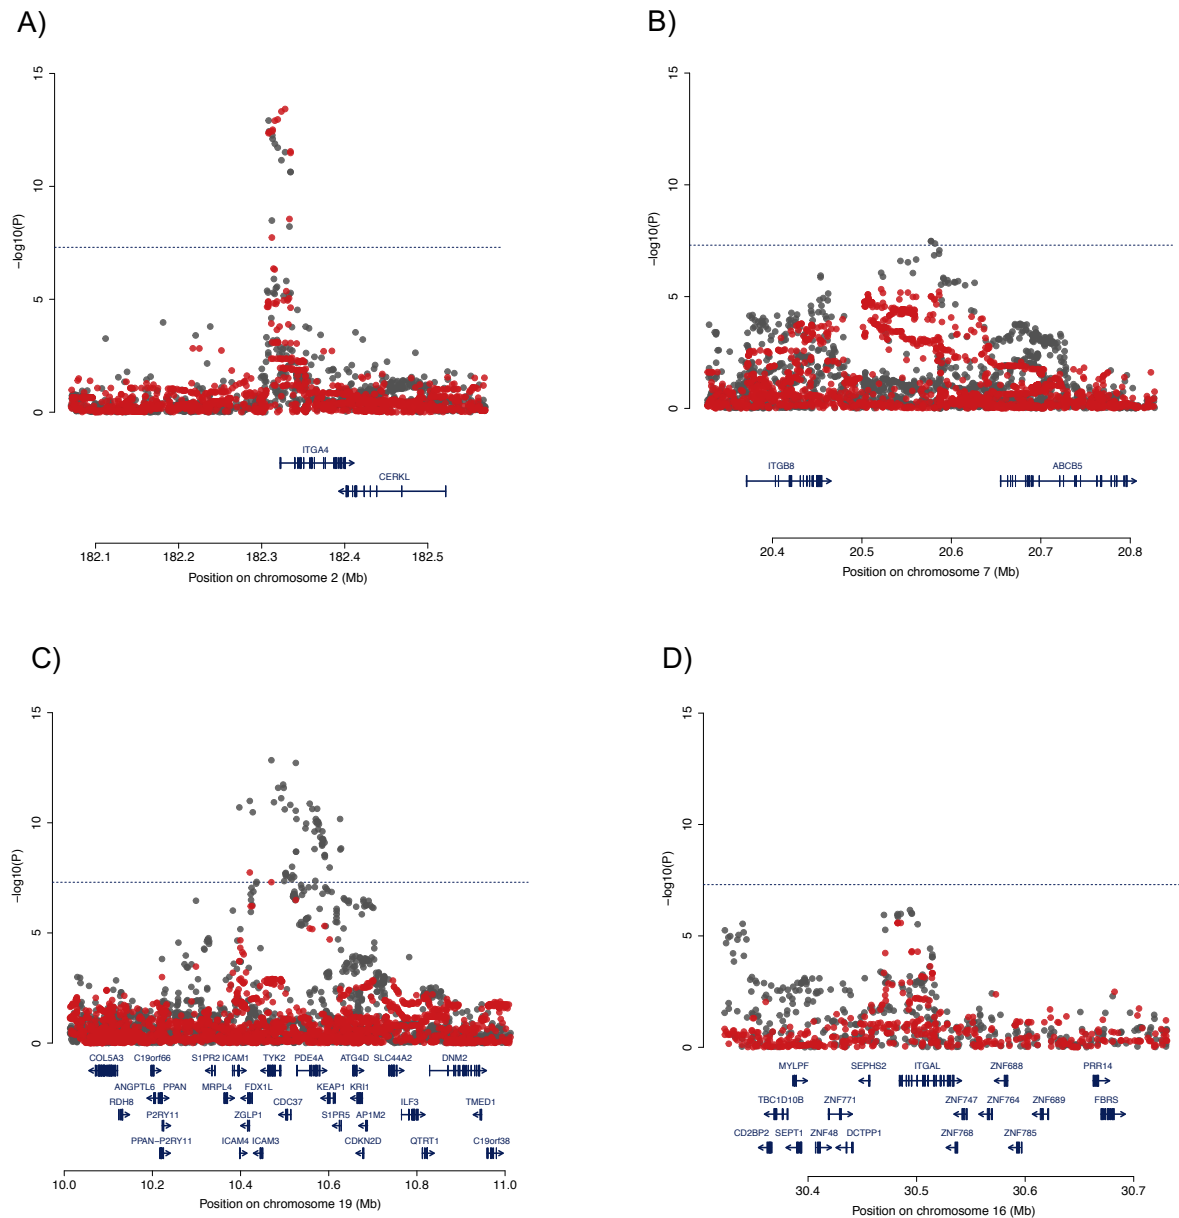 A)
15
10
5
0
−log10(P)
ITGA4
CERKL
182.1 182.2 182.3 182.4 182.5
Position on chromosome 2 (Mb)
B)
15
10
5
0
−log10(P)
ITGB8 ABCB5
20.4 20.5 20.6 20.7 20.8
Position on chromosome 7 (Mb)
C)
15
10
5
0
−log10(P)
COL5A3 C19orf66 S1PR2 ICAM1 TYK2 PDE4A ATG4D SLC44A2 DNM2
ANGPTL6 PPAN MRPL4 FDX1L KEAP1 KRI1
RDH8 P2RY11 ZGLP1 CDC37 S1PR5 AP1M2 ILF3 TMED1
PPAN−P2RY11 ICAM4 ICAM3 CDKN2D QTRT1 C19orf38
10.0 10.2 10.4 10.6 10.8 11.0
Position on chromosome 19 (Mb)
D)
15
10
5
0
−log10(P)
MYLPF SEPHS2 ITGAL ZNF688 PRR14
TBC1D10B ZNF771 ZNF747 ZNF764 ZNF689 FBRS
CD2BP2 SEPT1 ZNF48 DCTPP1 ZNF768 ZNF785
30.4 30.5 30.6 30.7
Position on chromosome 16 (Mb)